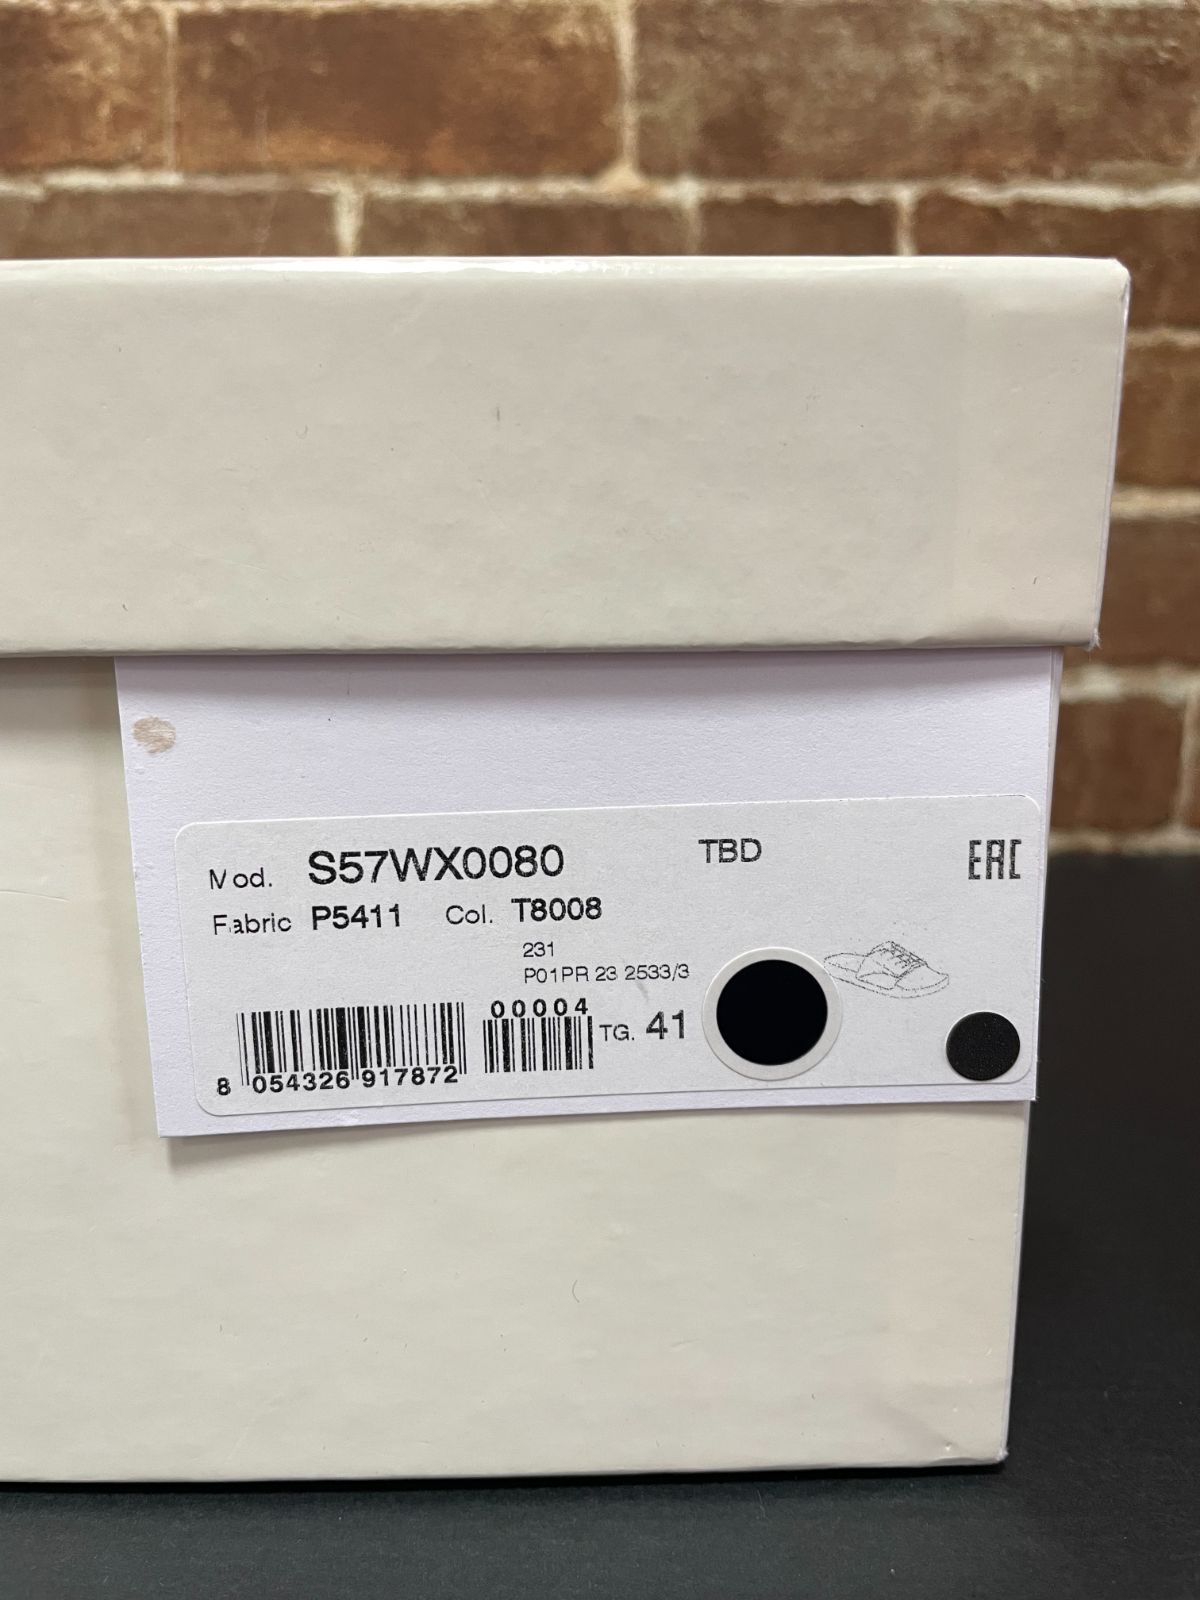 Mod. S57WX0080 TBD EAC
Fabric P5411 Col. T8008
231
P01PR 23 2533/3
00004
TG. 41
8 054326 917872